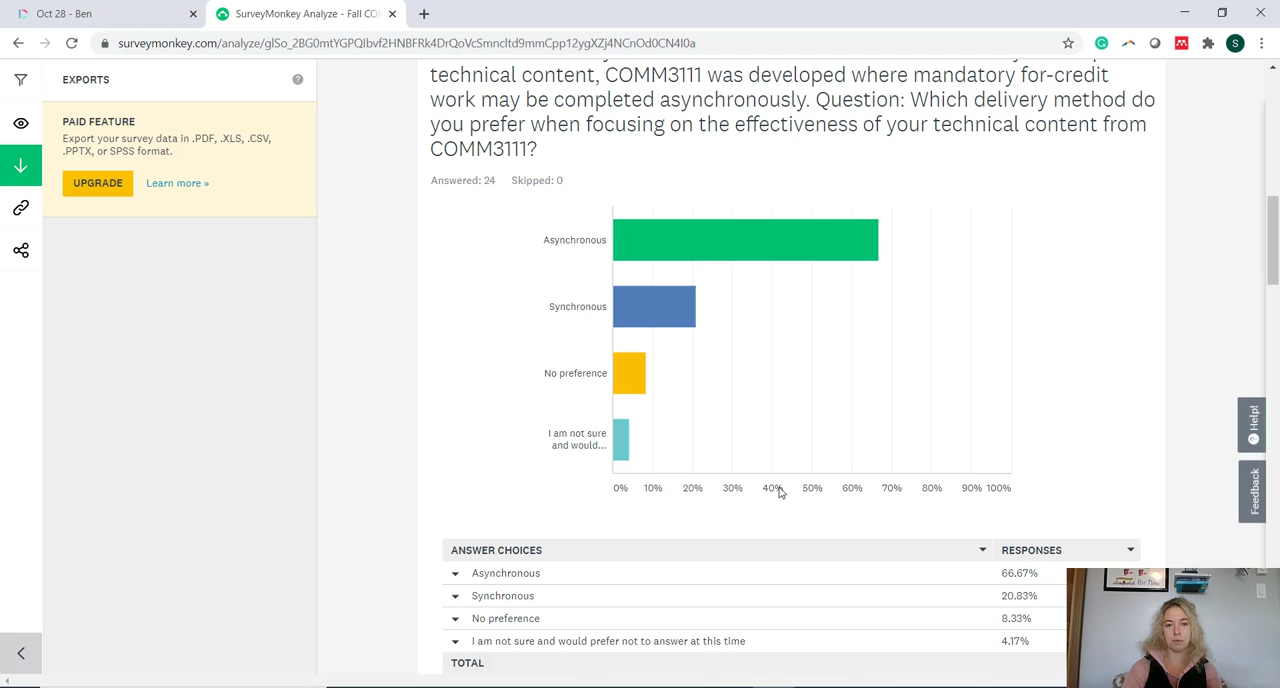 Oct 28 - Ben
SurveyMonkey Analyze - Fall CO
surveymonkey.com/analyze/glSo_2BG0mtYGPQIbvf2HNBFRk4DrQoVcSmncltd9mmCpp12ygXZj4NCnOd0CN4I0a
S
EXPORTS
PAID FEATURE
Export your survey data in .PDF, .XLS, .CSV,
.PPTX, or SPSS format.
UPGRADE Learn more »
technical content, COMM3111 was developed where mandatory for-credit
work may be completed asynchronously. Question: Which delivery method do
you prefer when focusing on the effectiveness of your technical content from
COMM3111?
Answered: 24 Skipped: 0
Asynchronous
Synchronous
No preference
I am not sure
and would...
0% 10% 20% 30% 40% 50% 60% 70% 80% 90% 100%
ANSWER CHOICES RESPONSES
Asynchronous 66.67%
Synchronous 20.83%
No preference 8.33%
I am not sure and would prefer not to answer at this time 4.17%
TOTAL
Help!
Feedback